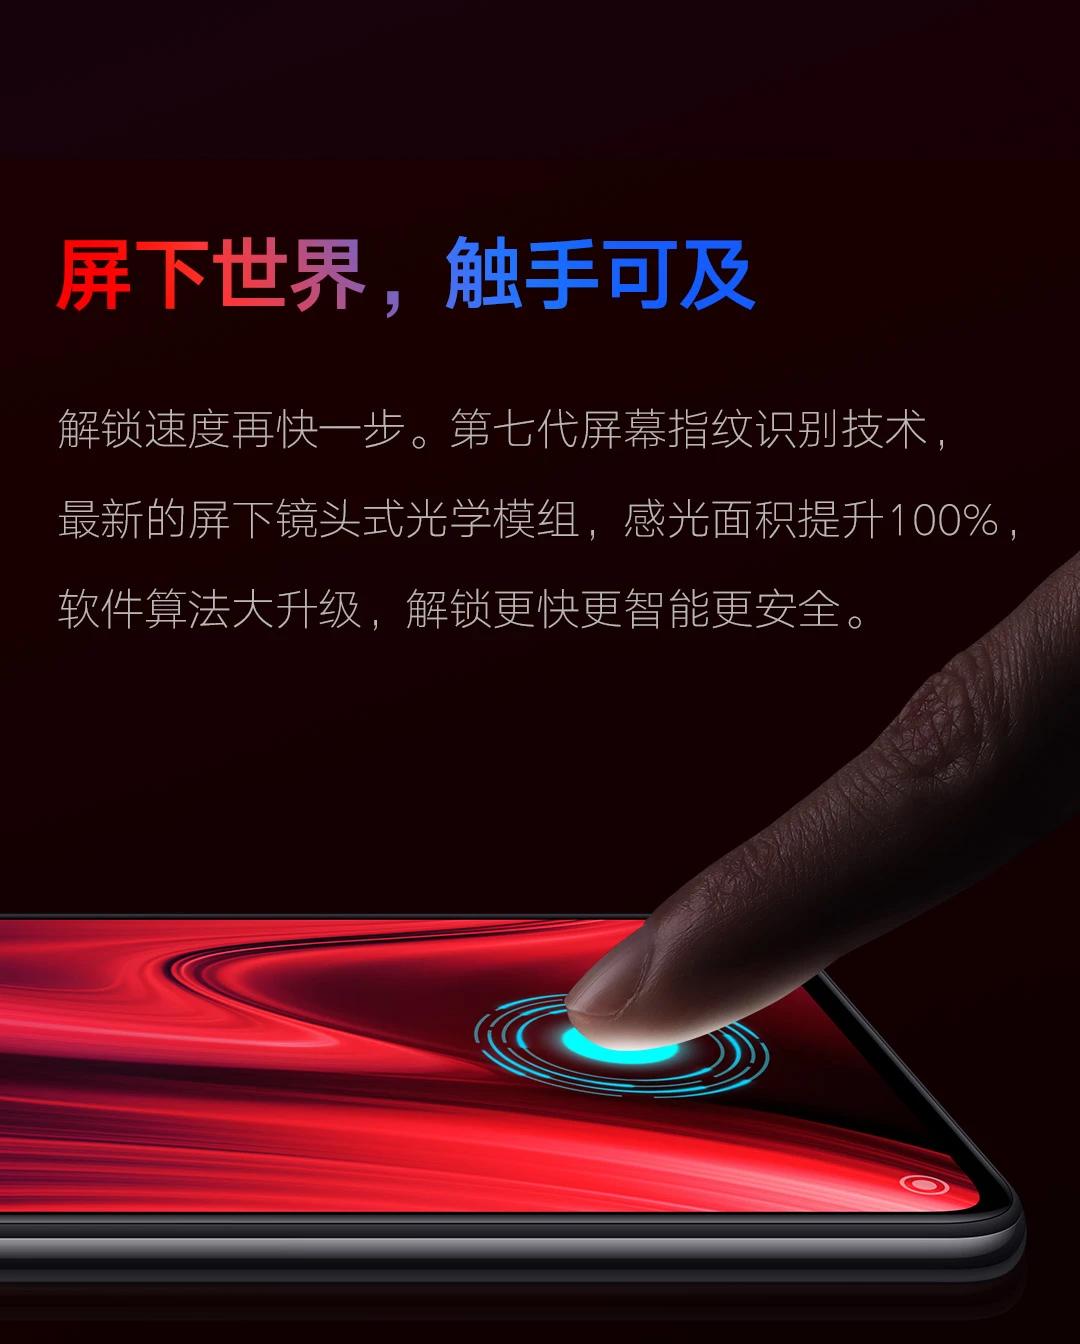 屏下世界，触手可及
解锁速度再快一步。第七代屏幕指纹识别技术，
最新的屏下镜头式光学模组，感光面积提升100%，
软件算法大升级，解锁更快更智能更安全。